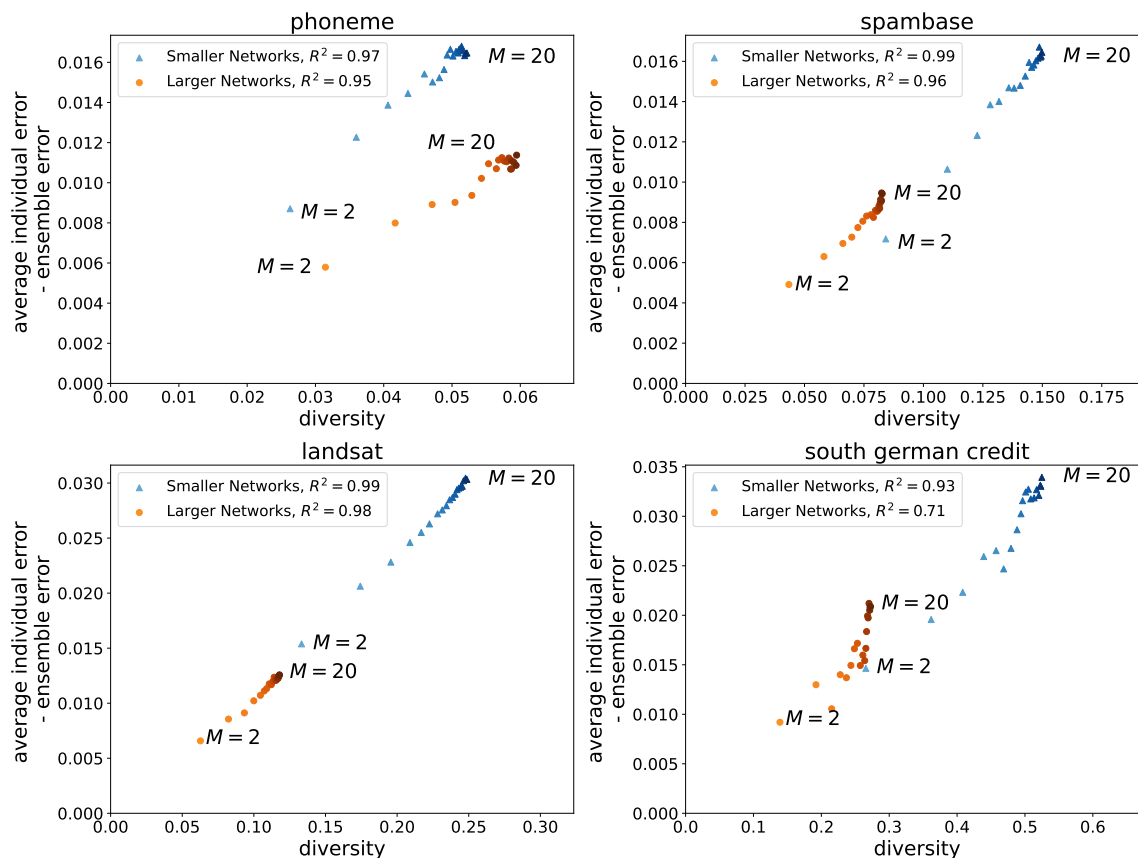 phoneme
Smaller Networks, R² = 0.97
Larger Networks, R² = 0.95
M = 20
M = 20
M = 2
M = 2
average individual error
- ensemble error
0.016
0.014
0.012
0.010
0.008
0.006
0.004
0.002
0.000
0.00 0.01 0.02 0.03 0.04 0.05 0.06
diversity
spambase
Smaller Networks, R² = 0.99
Larger Networks, R² = 0.96
M = 20
M = 20
M = 2
M = 2
average individual error
- ensemble error
0.016
0.014
0.012
0.010
0.008
0.006
0.004
0.002
0.000
0.000 0.025 0.050 0.075 0.100 0.125 0.150 0.175
diversity
landsat
Smaller Networks, R² = 0.99
Larger Networks, R² = 0.98
M = 20
M = 2
M = 20
M = 2
average individual error
- ensemble error
0.030
0.025
0.020
0.015
0.010
0.005
0.000
0.00 0.05 0.10 0.15 0.20 0.25 0.30
diversity
south german credit
Smaller Networks, R² = 0.93
Larger Networks, R² = 0.71
M = 20
M = 20
M = 2
M = 2
average individual error
- ensemble error
0.035
0.030
0.025
0.020
0.015
0.010
0.005
0.000
0.0 0.1 0.2 0.3 0.4 0.5 0.6
diversity